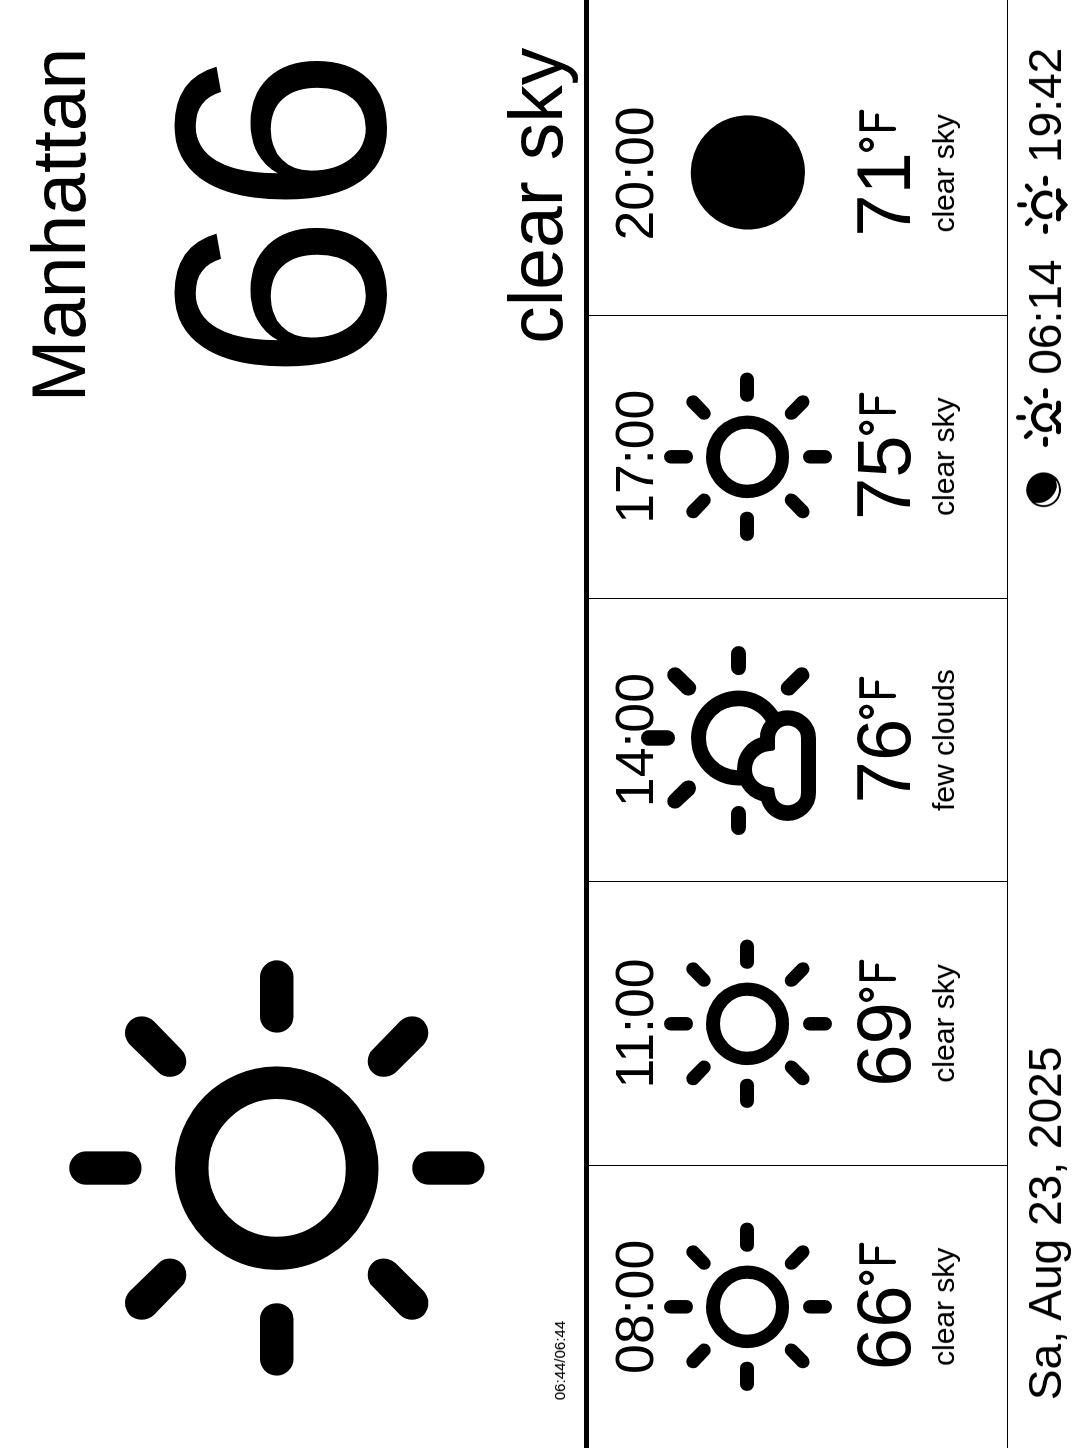 Manhattan
66
clear sky
06:44/06:44
08:00 11:00 14:00 17:00 20:00
66°F 69°F 76°F 75°F 71°F
clear sky clear sky few clouds clear sky clear sky
Sa, Aug 23, 2025 06:14 19:42